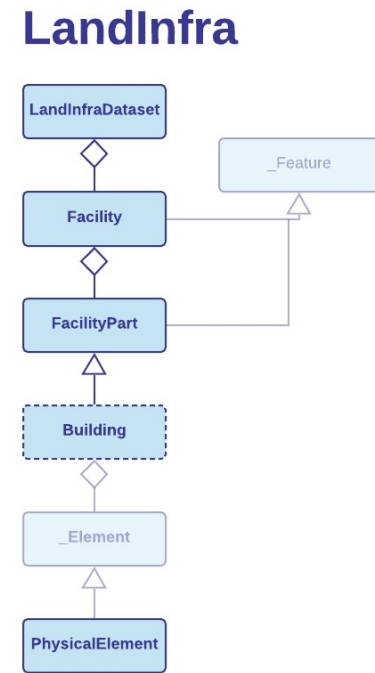 LandInfra
LandInfraDataset
_Feature
Facility
FacilityPart
Building
_Element
PhysicalElement